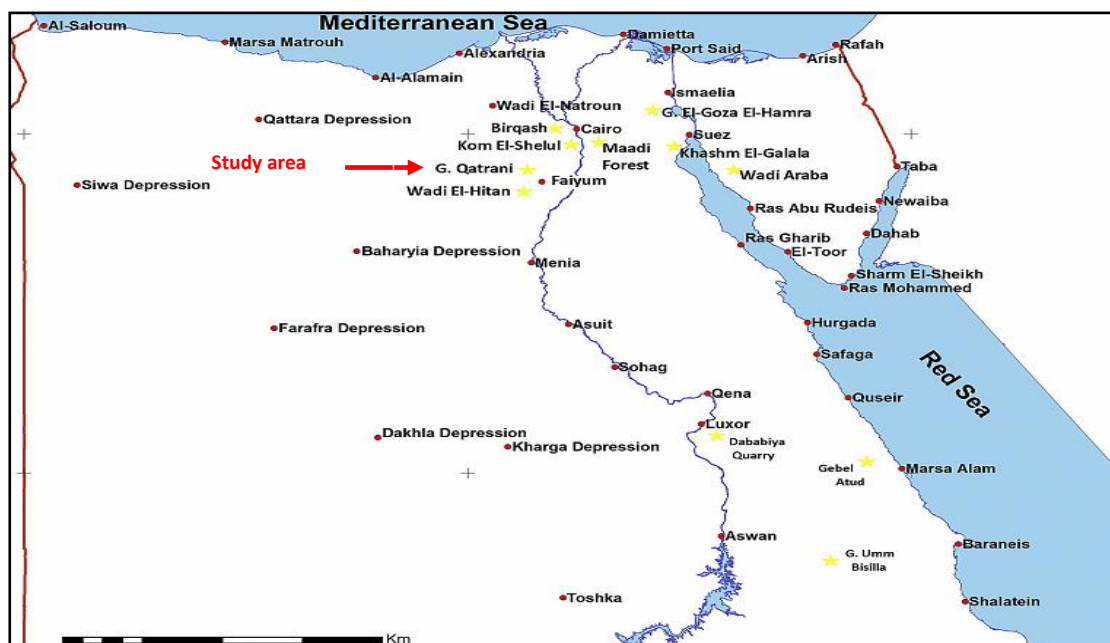 Mediterranean Sea
Al-Saloum
Marsa Matrouh
Alexandria
Damietta
Port Said
Rafah
Arish
Al-Alamain
Ismaelia
Wadi El-Natroun
G. El-Goza El-Hamra
Qattara Depression
Birqash
Cairo
Suez
Kom El-Shelul
Maadi
Forest
Khashm El-Galala
Study area
G. Qatrani
Wadi Araba
Taba
Siwa Depression
Faiyum
Wadi El-Hitan
Newaiba
Ras Abu Rudeis
Dahab
Ras Gharib
Baharyia Depression
El-Toor
Menia
Sharm El-Sheikh
Ras Mohammed
Farafra Depression
Asuit
Hurgada
Safaga
Sohag
Red Sea
Qena
Quseir
Luxor
Dakhla Depression
Kharga Depression
Dababiya
Quarry
Gebel
Atud
Marsa Alam
Aswan
Baraneis
G. Umm
Bisilla
Toshka
Shalatein
Km